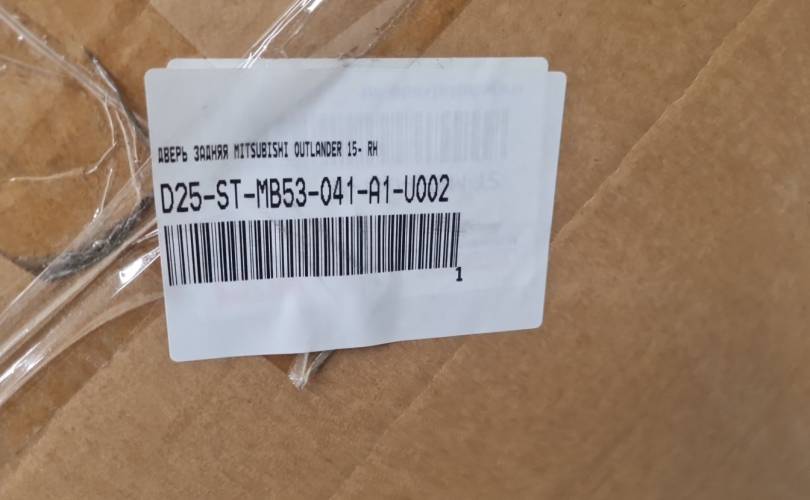 ДВЕРЬ ЗАДНЯЯ MITSUBISHI OUTLANDER 15- RH
D25-ST-MB53-041-A1-U002
1